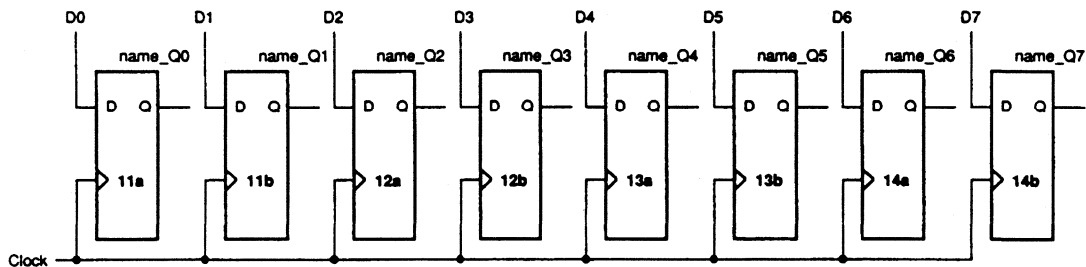 D0 D1 D2 D3 D4 D5 D6 D7
name_Q0 name_Q1 name_Q2 name_Q3 name_Q4 name_Q5 name_Q6 name_Q7
D Q D Q D Q D Q D Q D Q D Q D Q
11a 11b 12a 12b 13a 13b 14a 14b
Clock